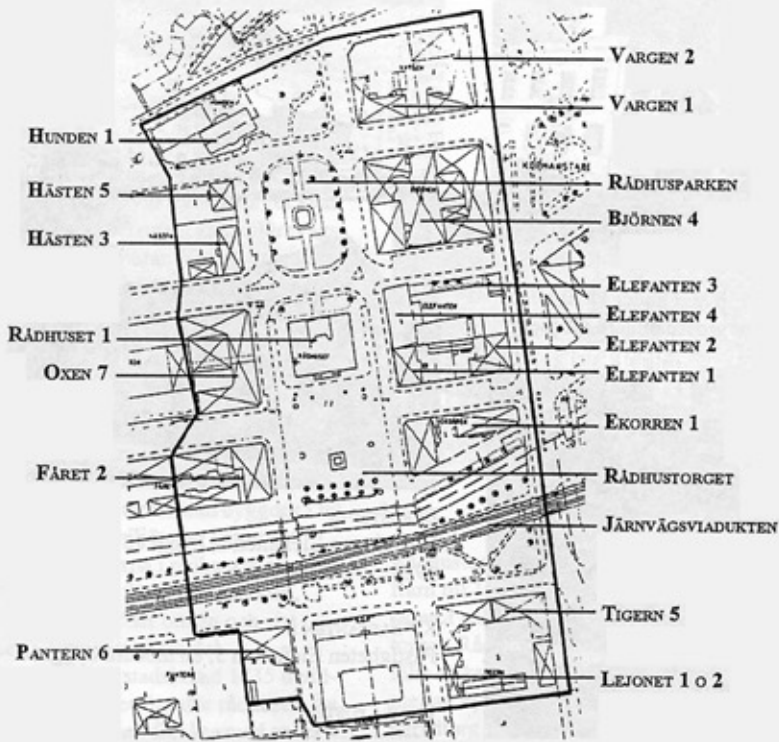 VARGEN 2
VARGEN 1
HUNDEN 1
HÄSTEN 5
RÅDHUSPARKEN
BJÖRNEN 4
HÄSTEN 3
ELEFANTEN 3
ELEFANTEN 4
RÅDHUSET 1
ELEFANTEN 2
OXEN 7
ELEFANTEN 1
EKORREN 1
FÅRET 2
RÅDHUSTORGET
JÄRNVÄGSVIADUKTEN
TIGERN 5
PANTERN 6
LEJONET 1 O 2